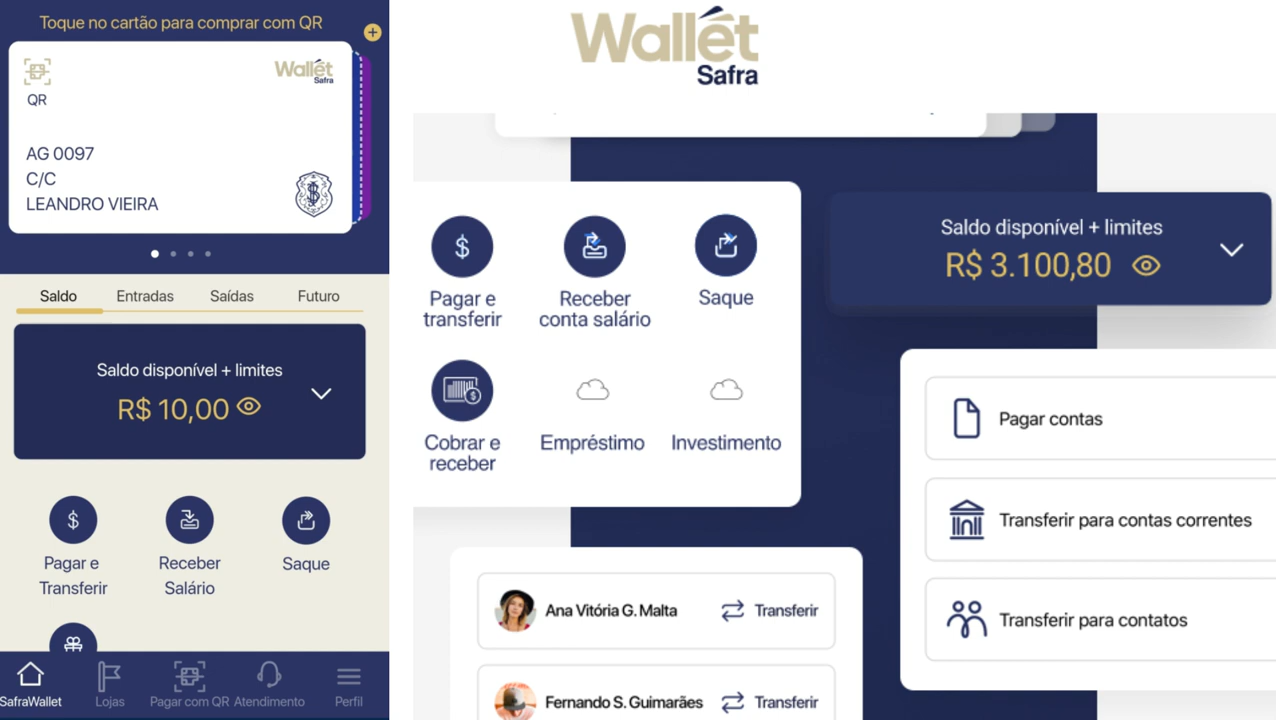 Toque no cartão para comprar com QR
Wallét
Safra
QR
AG 0097
C/C
LEANDRO VIEIRA
Saldo
Entradas
Saídas
Futuro
Saldo disponível + limites
R$ 10,00
Pagar e
Transferir
Receber
Salário
Saque
SafraWallet
Lojas
Pagar com QR
Atendimento
Perfil
Wallét
Safra
Pagar e
transferir
Receber
conta salário
Saque
Cobrar e
receber
Empréstimo
Investimento
Saldo disponível + limites
R$ 3.100,80
Pagar contas
Transferir para contas correntes
Transferir para contatos
Ana Vitória G. Malta
Transferir
Fernando S. Guimarães
Transferir